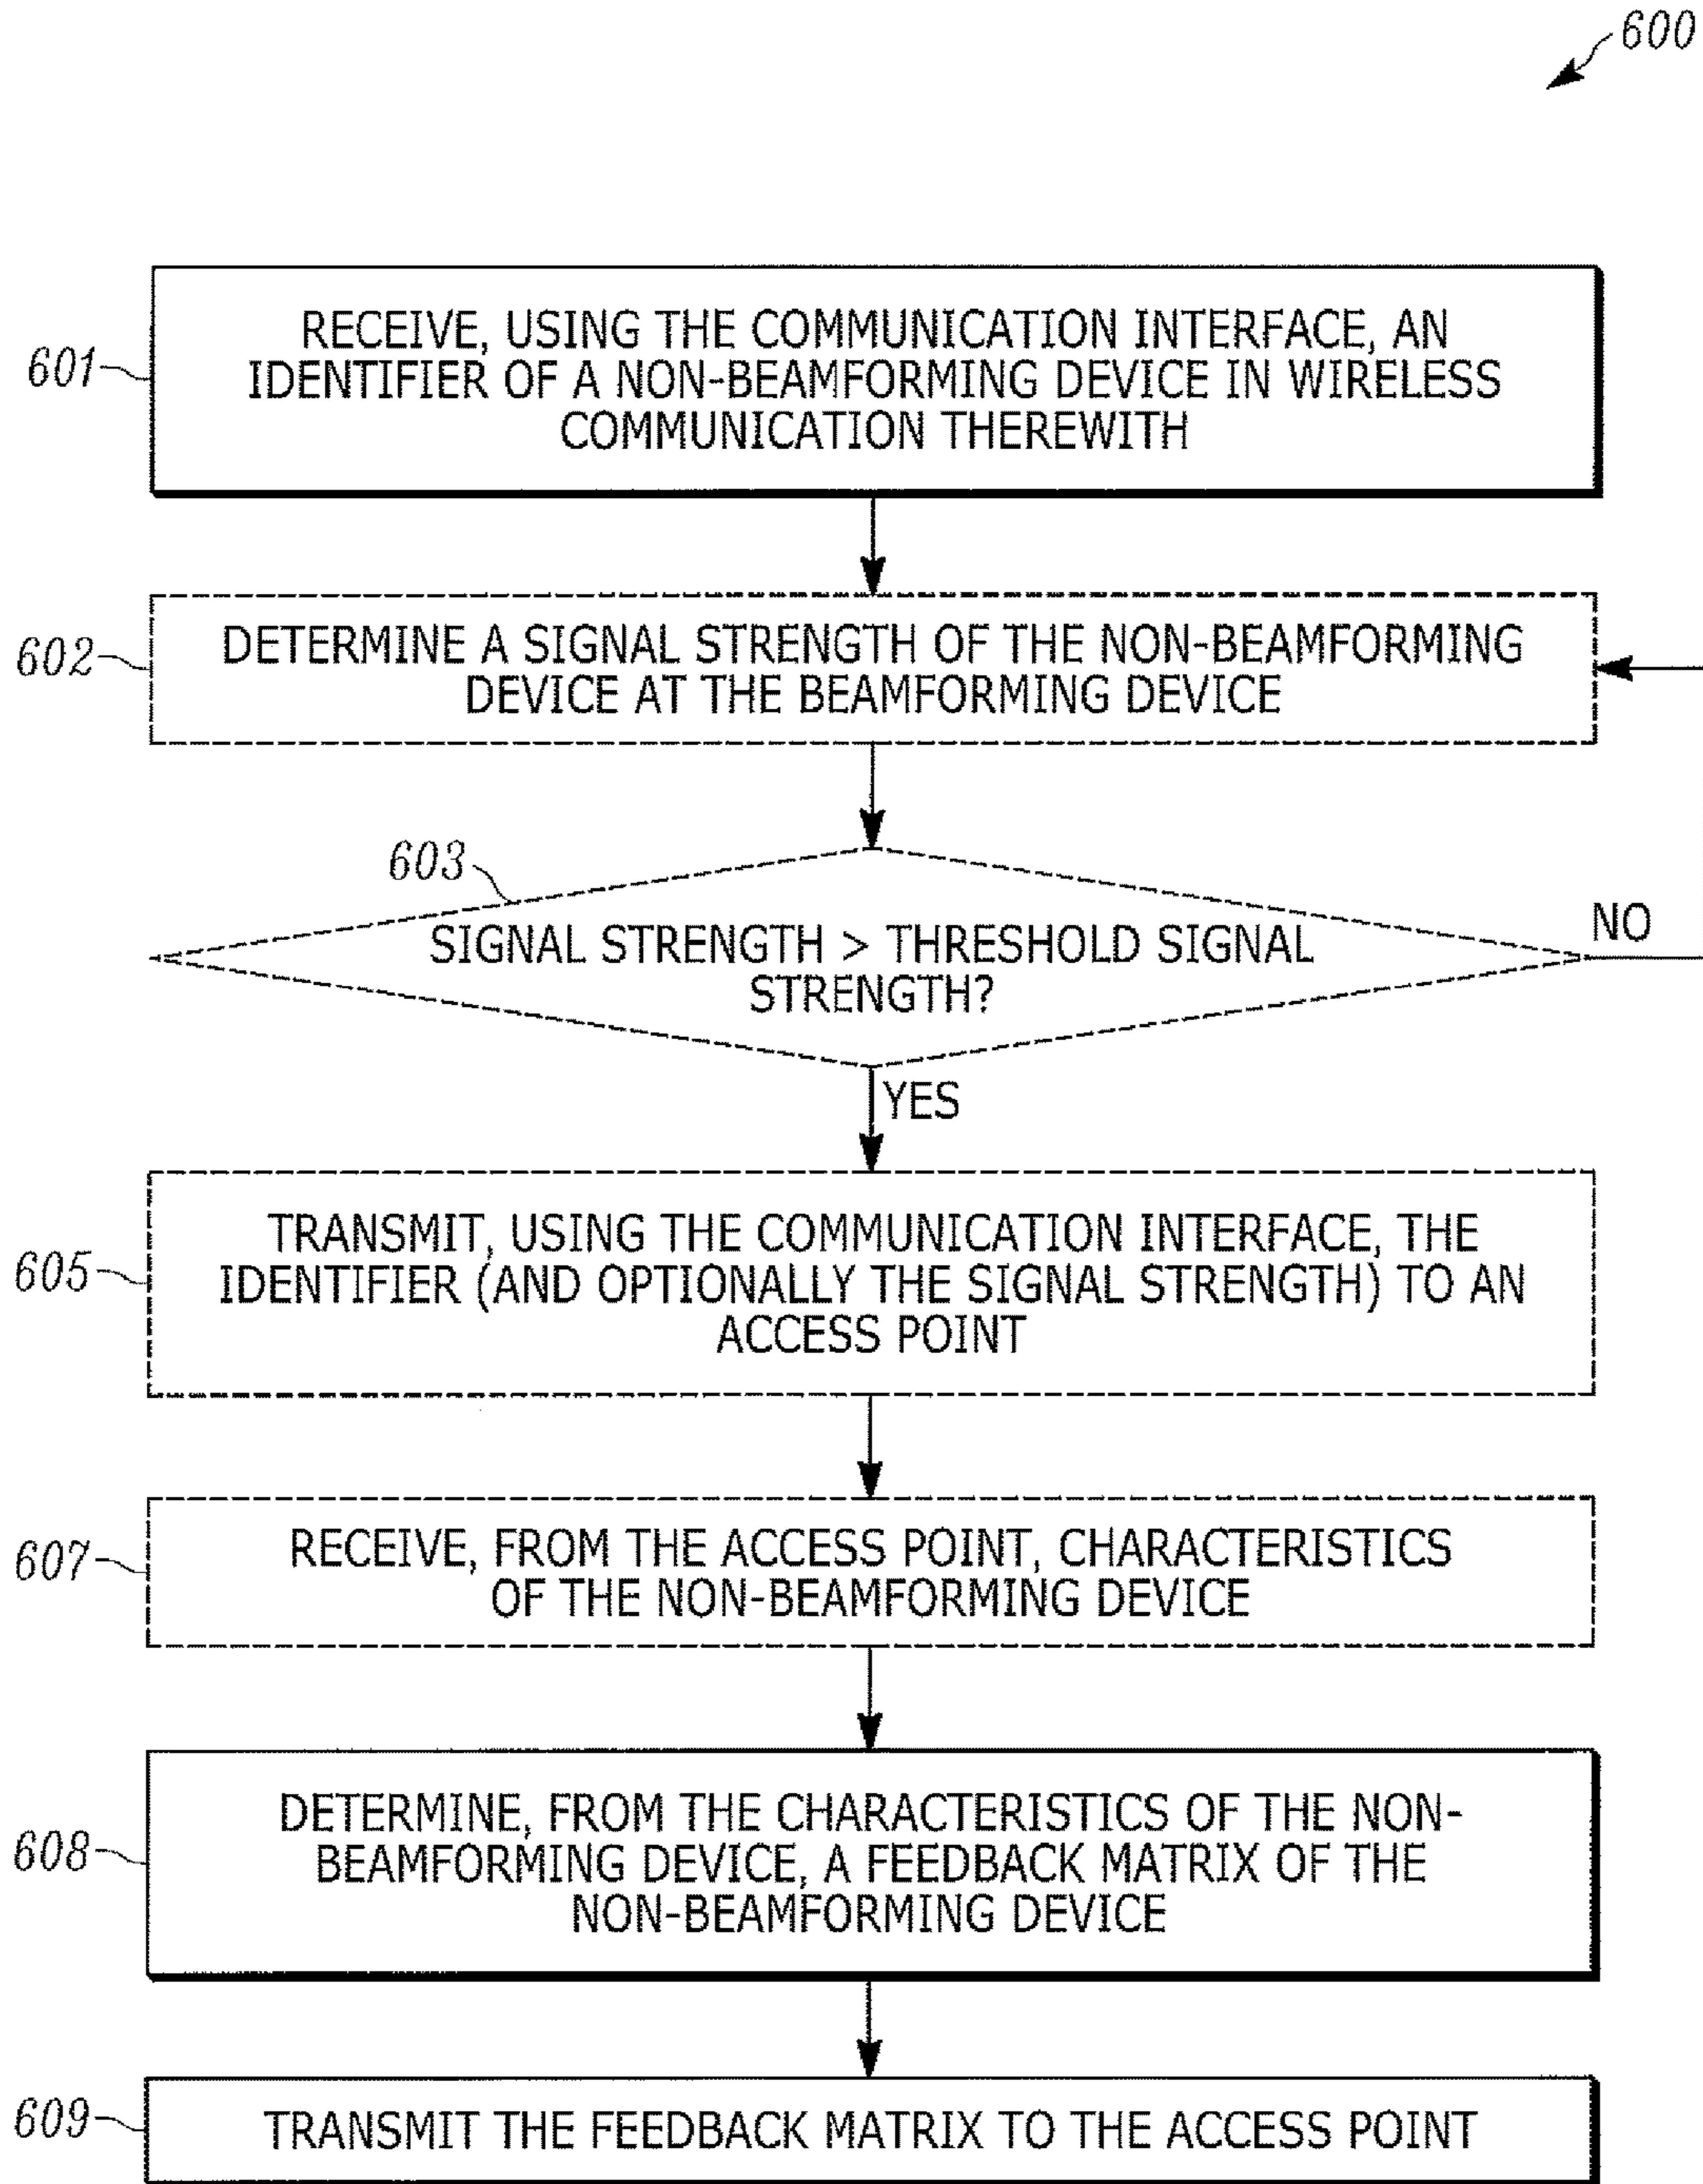 600
601
RECEIVE, USING THE COMMUNICATION INTERFACE, AN
IDENTIFIER OF A NON-BEAMFORMING DEVICE IN WIRELESS
COMMUNICATION THEREWITH
602
DETERMINE A SIGNAL STRENGTH OF THE NON-BEAMFORMING
DEVICE AT THE BEAMFORMING DEVICE
603
SIGNAL STRENGTH > THRESHOLD SIGNAL
STRENGTH?
NO
YES
605
TRANSMIT, USING THE COMMUNICATION INTERFACE, THE
IDENTIFIER (AND OPTIONALLY THE SIGNAL STRENGTH) TO AN
ACCESS POINT
607
RECEIVE, FROM THE ACCESS POINT, CHARACTERISTICS
OF THE NON-BEAMFORMING DEVICE
608
DETERMINE, FROM THE CHARACTERISTICS OF THE NON-
BEAMFORMING DEVICE, A FEEDBACK MATRIX OF THE
NON-BEAMFORMING DEVICE
609
TRANSMIT THE FEEDBACK MATRIX TO THE ACCESS POINT